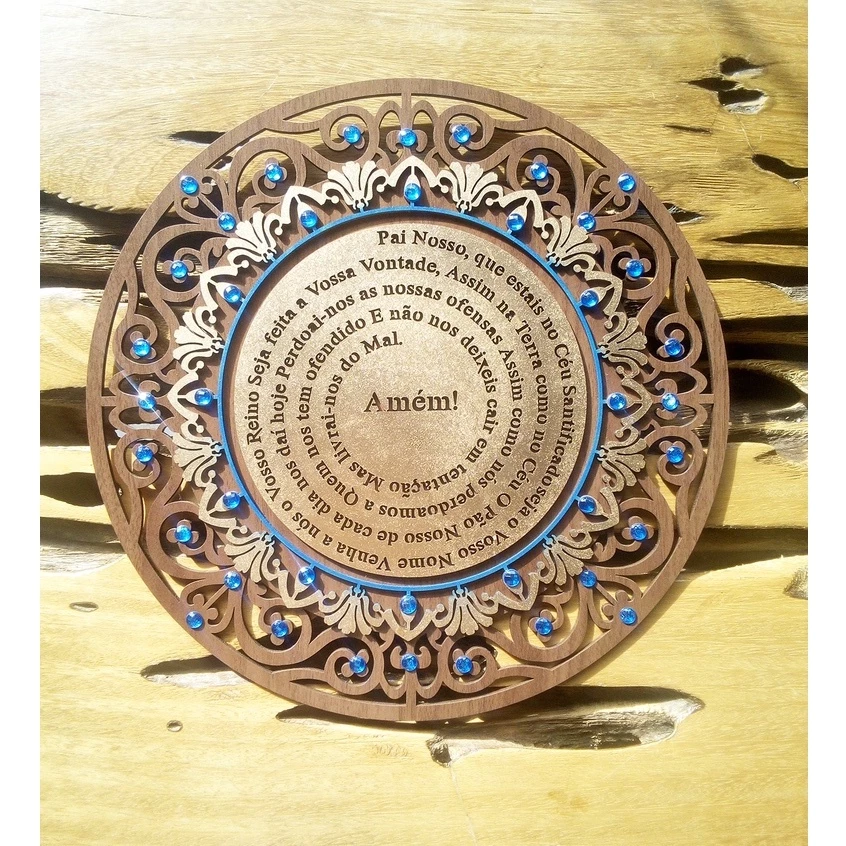 Pai Nosso, que estais no Céu Santificado seja o Vosso Nome Venha a nós o Vosso Reino Seja feita a Vossa Vontade, Assim na Terra como no Céu O Pão Nosso de cada dia nos daí hoje Perdoai-nos as nossas ofensas Assim como nós perdoamos a Quem nos tem ofendido E não nos deixeis cair em tentação Mas livrai-nos do Mal.
Amém!